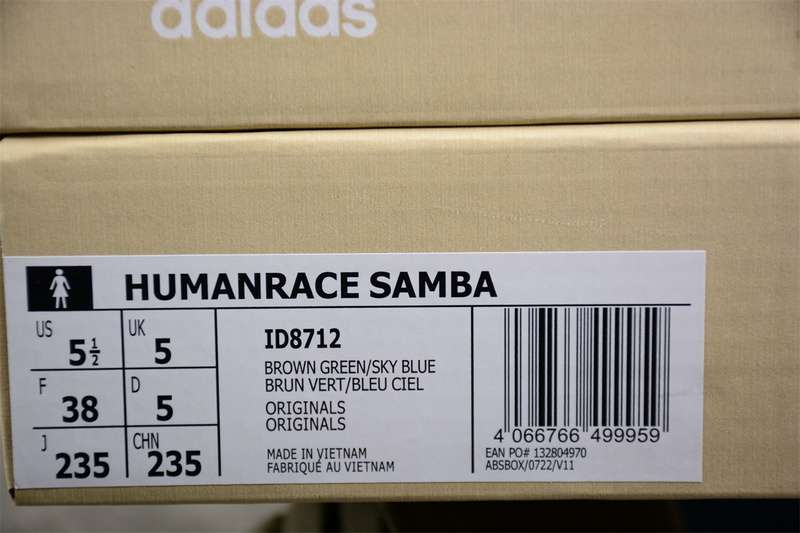 adidas
HUMANRACE SAMBA
US 5 1/2 UK 5
F 38 D 5
J 235 CHN 235
ID8712
BROWN GREEN/SKY BLUE
BRUN VERT/BLEU CIEL
ORIGINALS
ORIGINALS
MADE IN VIETNAM
FABRIQUÉ AU VIETNAM
4 066766 499959
EAN PO# 132804970
ABSBOX/0722/V11